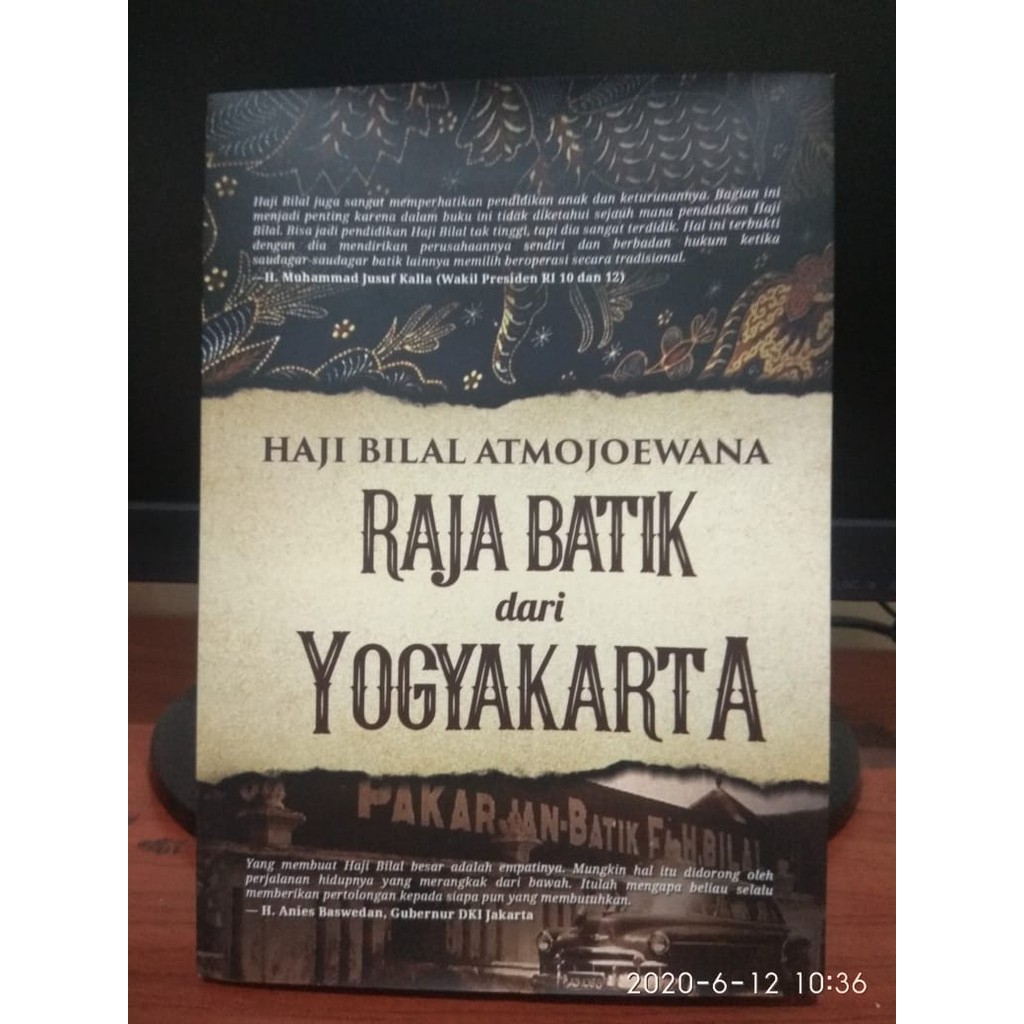 Haji Bilal juga sangat memperhatikan pendidikan anak dan keturunannya. Bagian ini
menjadi penting karena dalam buku ini tidak diketahui sejauh mana pendidikan Haji
Bilal. Bisa jadi pendidikan Haji Bilal tak tinggi, tapi dia sangat terdidik. Hal ini terbukti
dengan dia mendirikan perusahaannya sendiri dan berbadan hukum ketika
saudagar-saudagar batik lainnya memilih beroperasi secara tradisional.
—H. Muhammad Jusuf Kalla (Wakil Presiden RI 10 dan 12)
HAJI BILAL ATMOJOEWANA
RAJA BATIK
dari
YOGYAKARTA
PAKARJAN-BATIK H.BILAL
Yang membuat Haji Bilal besar adalah empatinya. Mungkin hal itu didorong oleh
perjalanan hidupnya yang merangkak dari bawah. Itulah mengapa beliau selalu
memberikan pertolongan kepada siapa pun yang membutuhkan.
— H. Anies Baswedan, Gubernur DKI Jakarta
2020-6-12 10:36